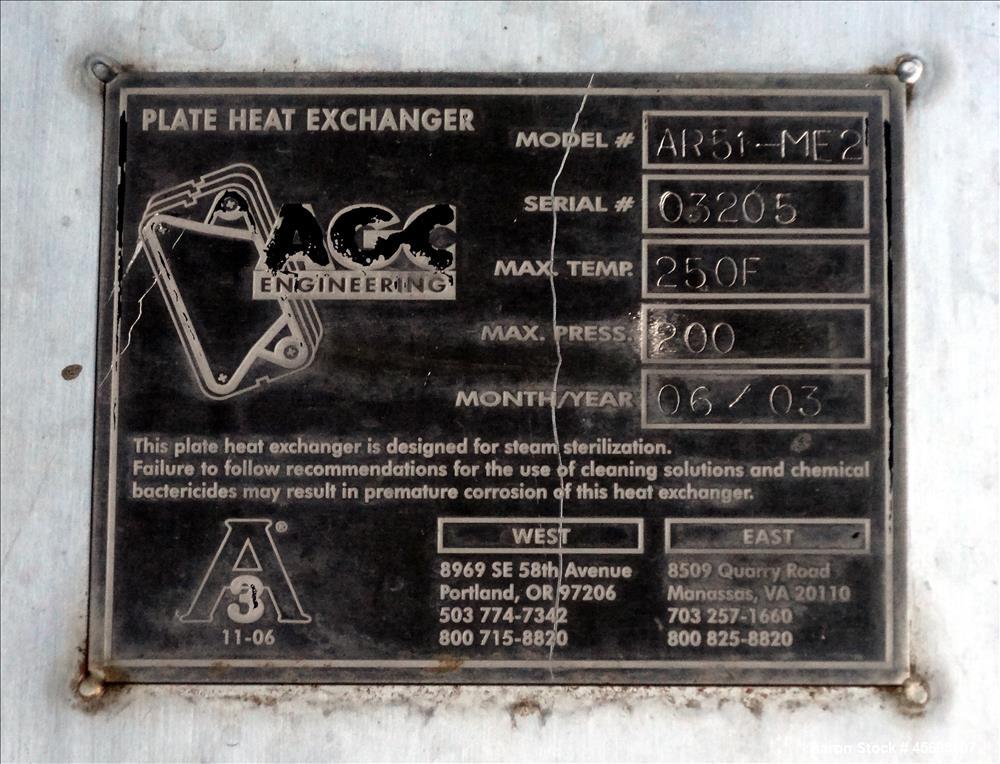 PLATE HEAT EXCHANGER
AGC
ENGINEERING
MODEL # AR51-ME2
SERIAL # 03205
MAX. TEMP. 250F
MAX. PRESS. 200
MONTH/YEAR 06/03
This plate heat exchanger is designed for steam sterilization.
Failure to follow recommendations for the use of cleaning solutions and chemical
bactericides may result in premature corrosion of this heat exchanger.
A®
3
11-06
WEST
8969 SE 58th Avenue
Portland, OR 97206
503 774-7342
800 715-8820
EAST
8509 Quarry Road
Manassas, VA 20110
703 257-1660
800 825-8820
Stock #